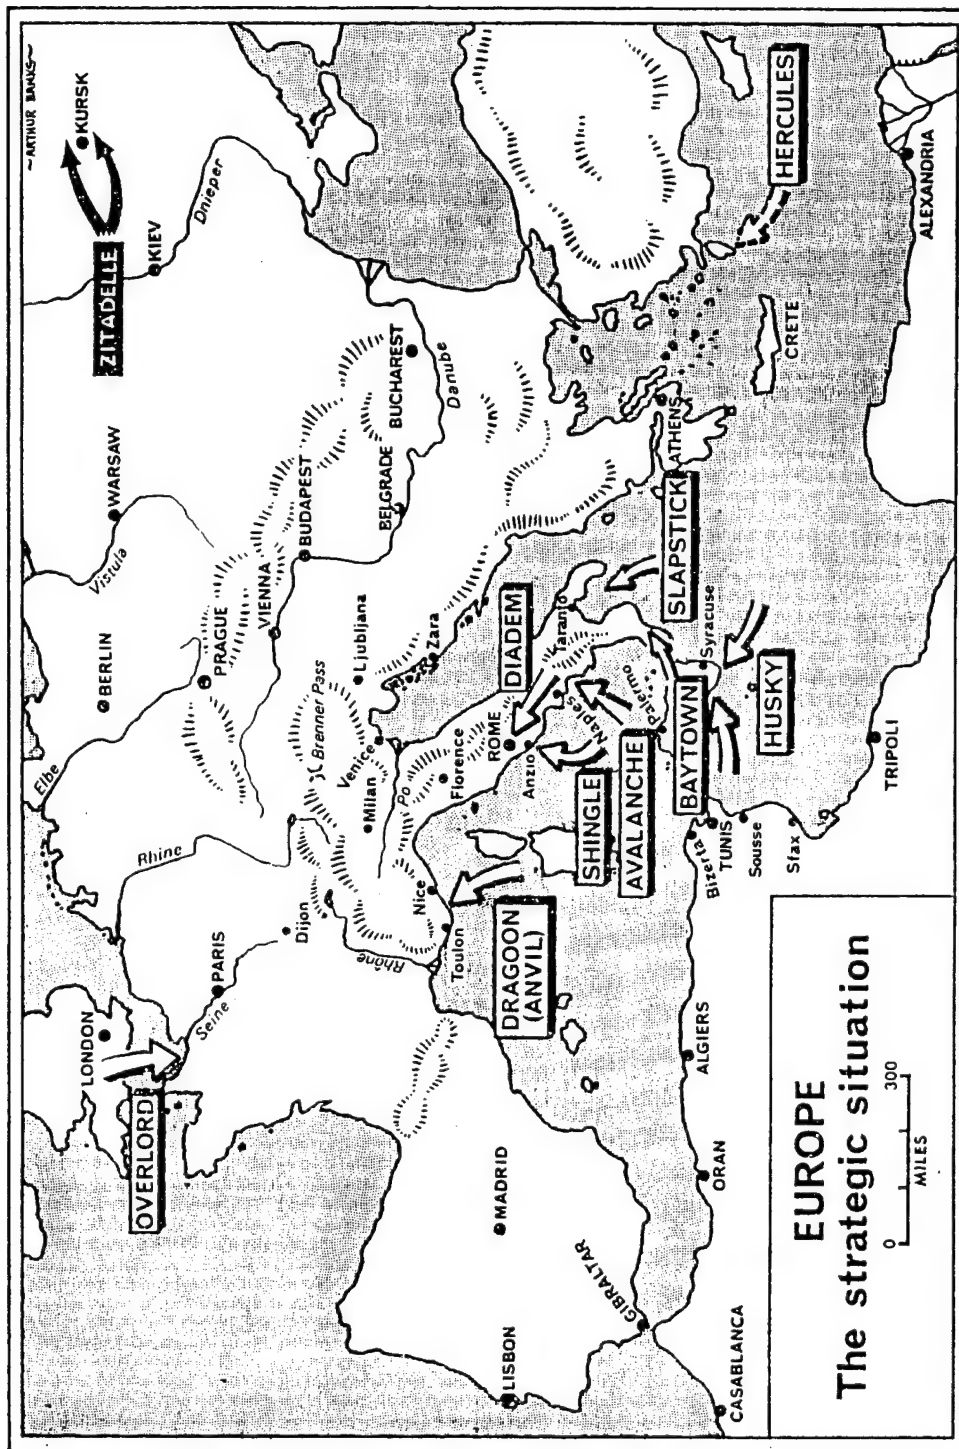 ~ARTHUR BANKS~
KURSK
ZITADELLE
KIEV
Dnieper
WARSAW
Vistula
BERLIN
Elbe
PRAGUE
VIENNA
BUDAPEST
BUCHAREST
BELGRADE
Danube
LONDON
OVERLORD
PARIS
Seine
Rhine
Dijon
Rhône
Brenner Pass
Ljubljana
Zara
Venice
Milan
Po
Florence
Nice
Toulon
DRAGOON
(ANVIL)
ROME
Anzio
DIADEM
Naples
Taranto
SHINGLE
AVALANCHE
Palermo
BAYTOWN
Syracuse
HUSKY
SLAPSTICK
ATHENS
CRETE
HERCULES
ALEXANDRIA
TRIPOLI
Bizerta
TUNIS
Sousse
Sfax
ALGIERS
ORAN
MADRID
LISBON
GIBRALTAR
CASABLANCA
EUROPE
The strategic situation
0 300
MILES